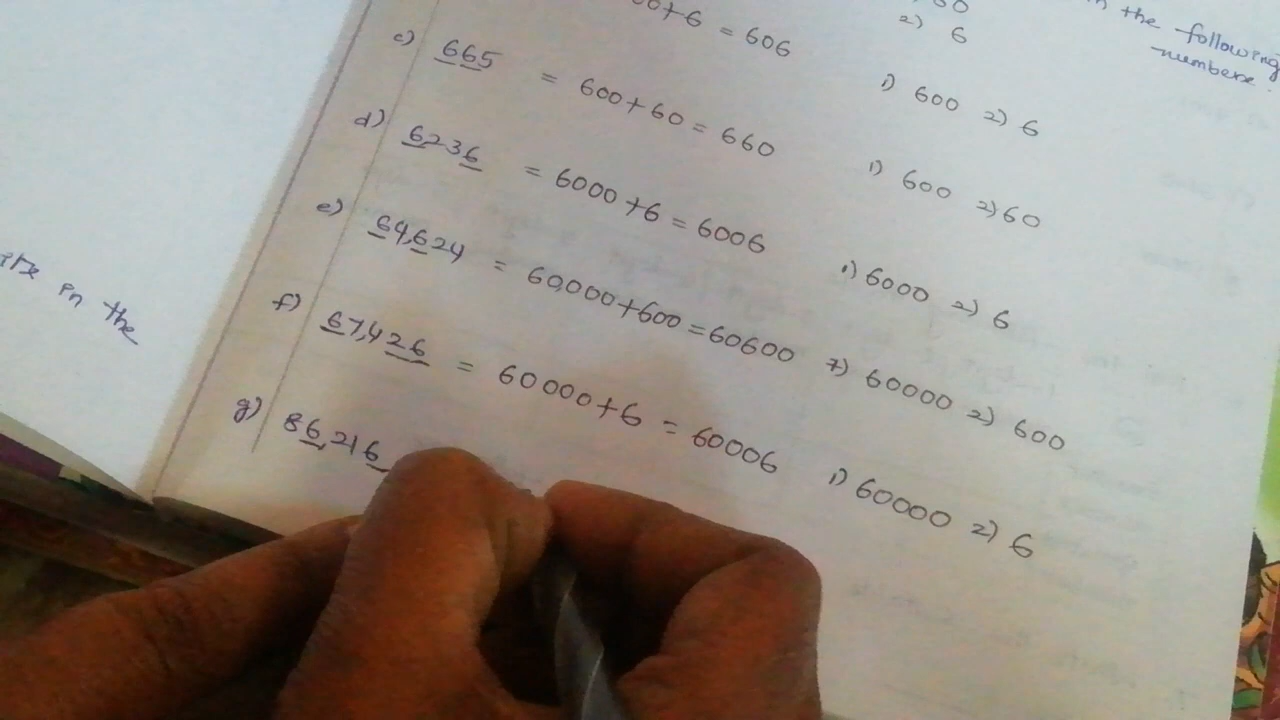 2) 6
n the following
numbers.
0+6 = 606 1) 600 2) 6
c) 665 = 600+60 = 660 1) 600 2) 60
d) 6236 = 6000+6 = 6006 1) 6000 2) 6
e) 64,624 = 60,000+600 = 60600 1) 60000 2) 600
f) 67,426 = 60000+6 = 60006 1) 60000 2) 6
g) 86,216
in the